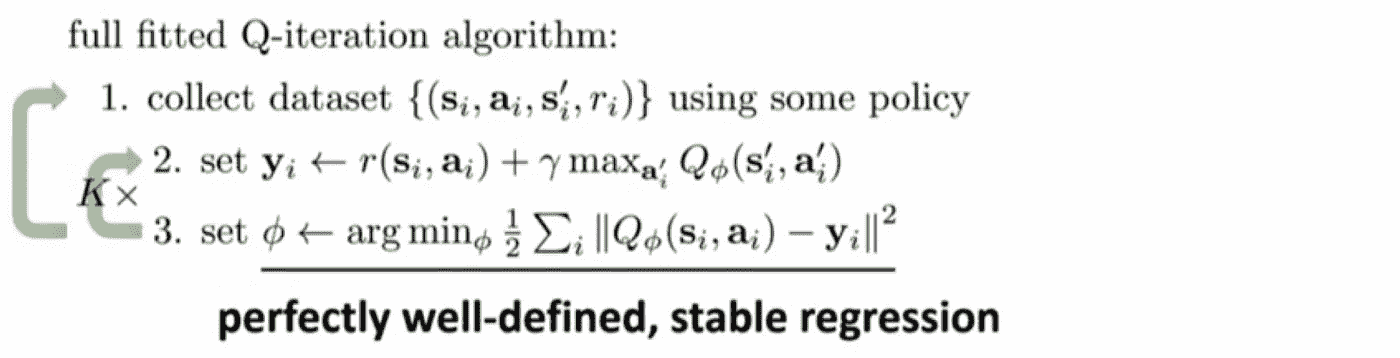 full fitted Q-iteration algorithm:
1. collect dataset {(sᵢ, aᵢ, s′ᵢ, rᵢ)} using some policy
2. set yᵢ ← r(sᵢ, aᵢ) + γ maxₐ′ᵢ Qϕ(s′ᵢ, a′ᵢ)
K ×
3. set ϕ ← arg minϕ ½ ∑ᵢ ‖Qϕ(sᵢ, aᵢ) − yᵢ‖²
perfectly well-defined, stable regression